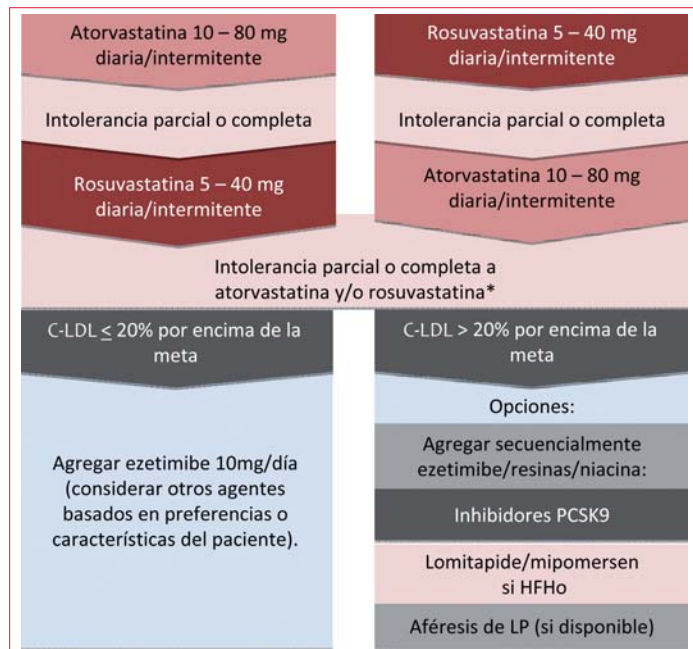 Atorvastatina 10 – 80 mg
diaria/intermitente
Intolerancia parcial o completa
Rosuvastatina 5 – 40 mg
diaria/intermitente
Rosuvastatina 5 – 40 mg
diaria/intermitente
Intolerancia parcial o completa
Atorvastatina 10 – 80 mg
diaria/intermitente
Intolerancia parcial o completa a
atorvastatina y/o rosuvastatina*
C-LDL ≤ 20% por encima de la
meta
Agregar ezetimibe 10mg/día
(considerar otros agentes
basados en preferencias o
características del paciente).
C-LDL > 20% por encima de la
meta
Opciones:
Agregar secuencialmente
ezetimibe/resinas/niacina:
Inhibidores PCSK9
Lomitapide/mipomersen
si HFHo
Aféresis de LP (si disponible)